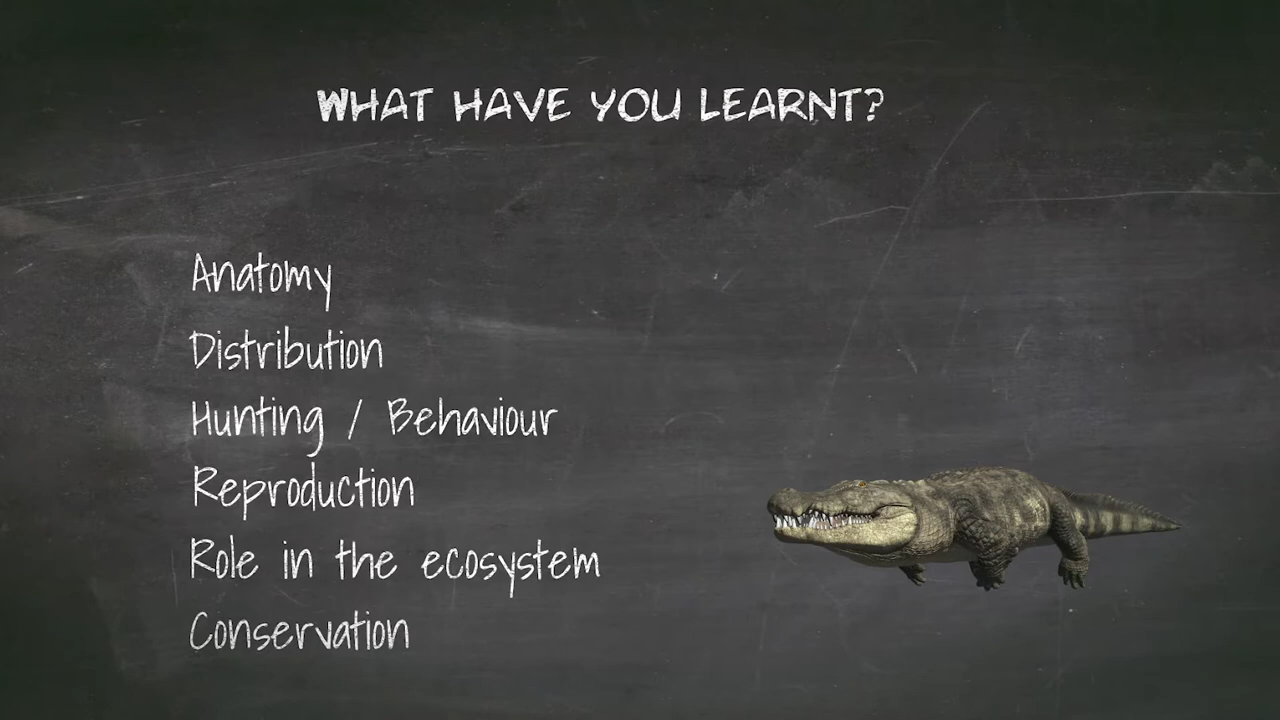 WHAT HAVE YOU LEARNT?
Anatomy
Distribution
Hunting / Behaviour
Reproduction
Role in the ecosystem
Conservation